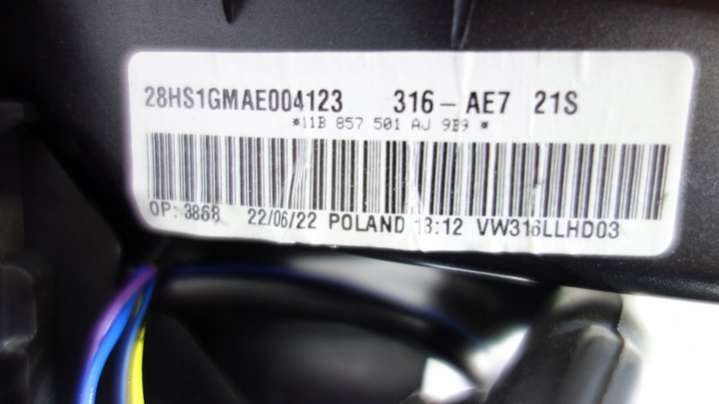 28HS1GMAE004123 316-AE7 21S
*11B 857 501 AJ 9B9 *
OP: 3868 22/06/22 POLAND 13:12 VW316LLHD03